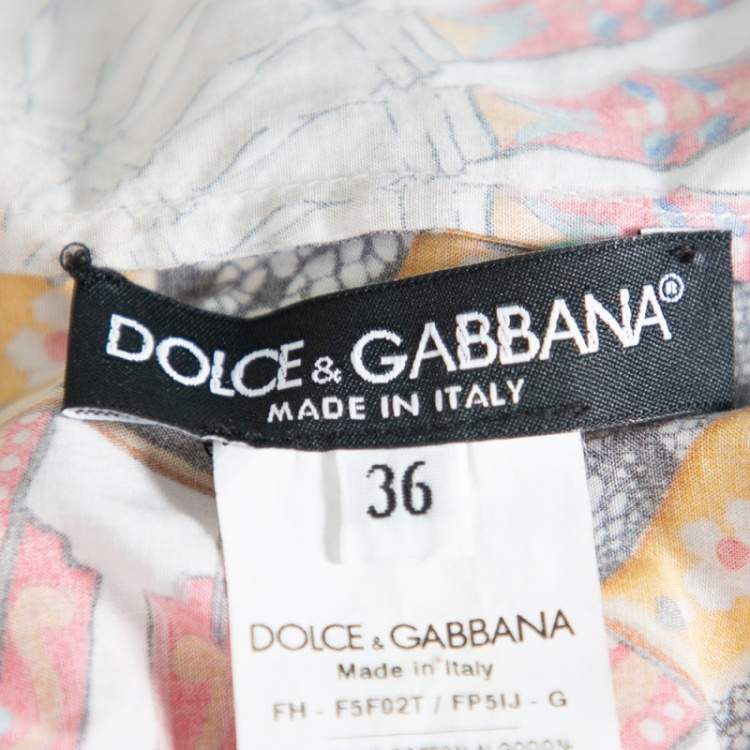 DOLCE & GABBANA®
MADE IN ITALY
36
DOLCE & GABBANA
Made in Italy
FH - F5F02T / FP5IJ - G